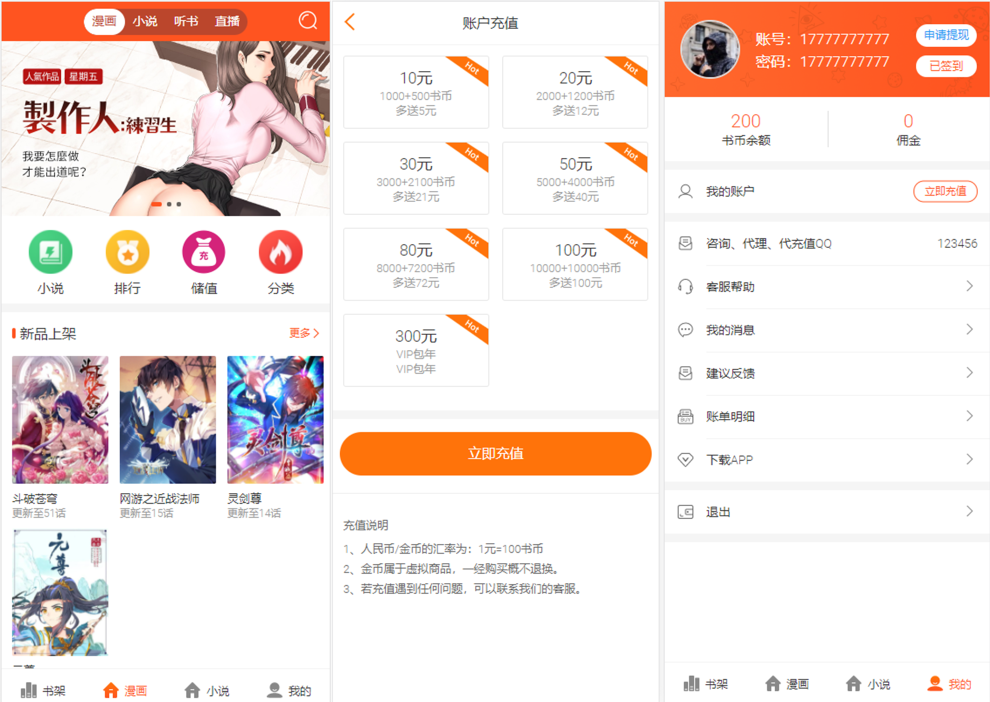 漫画 小说 听书 直播
人氣作品 星期五
製作人:練習生
我要怎麼做
才能出道呢?
充
小说 排行 储值 分类
新品上架 更多
斗破苍穹
灵剑尊
斗破苍穹 网游之近战法师 灵剑尊
更新至51话 更新至15话 更新至14话
元尊
书架 漫画 小说 我的
账户充值
Hot
10元
1000+500书币
多送5元
Hot
20元
2000+1200书币
多送12元
Hot
30元
3000+2100书币
多送21元
Hot
50元
5000+4000书币
多送40元
Hot
80元
8000+7200书币
多送72元
Hot
100元
10000+10000书币
多送100元
Hot
300元
VIP包年
VIP包年
立即充值
充值说明
1、人民币/金币的汇率为：1元=100书币
2、金币属于虚拟商品，一经购买概不退换。
3、若充值遇到任何问题，可以联系我们的客服。
账号：17777777777 申请提现
密码：17777777777 已签到
200 0
书币余额 佣金
我的账户 立即充值
咨询、代理、代充值QQ 123456
客服帮助
我的消息
建议反馈
账单明细
下载APP
退出
书架 漫画 小说 我的